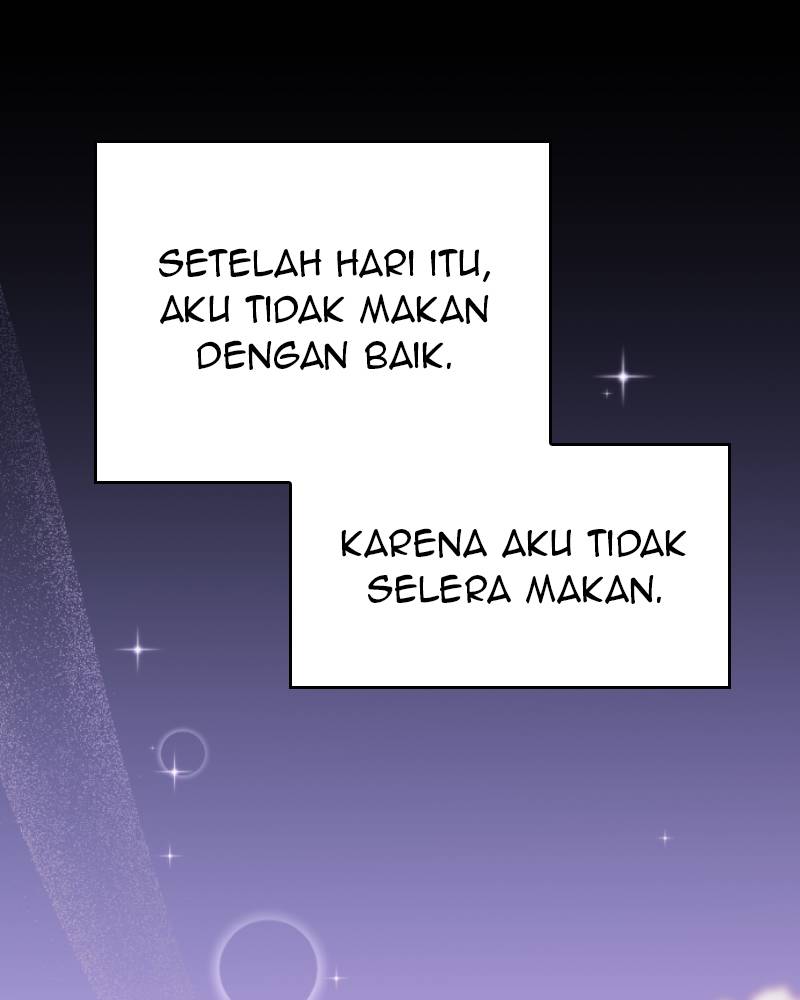 SETELAH HARI ITU,
AKU TIDAK MAKAN
DENGAN BAIK.
KARENA AKU TIDAK
SELERA MAKAN.